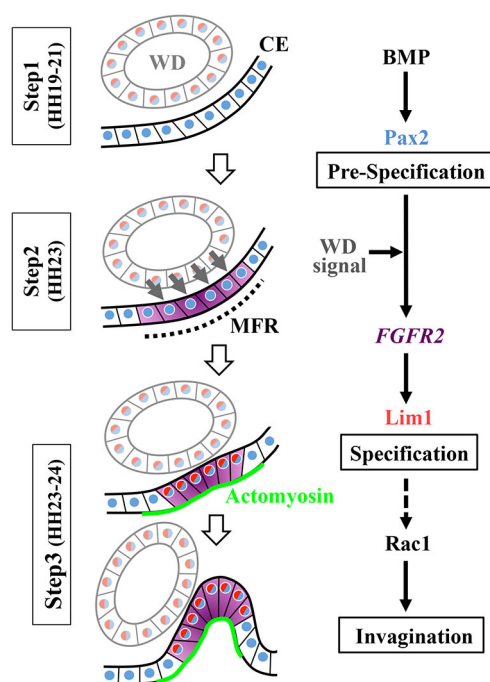 Step1
(HH19-21)
WD
CE
BMP
Pax2
Pre-Specification
Step2
(HH23)
MFR
WD
signal
FGFR2
Step3 (HH23-24)
Actomyosin
Lim1
Specification
Rac1
Invagination